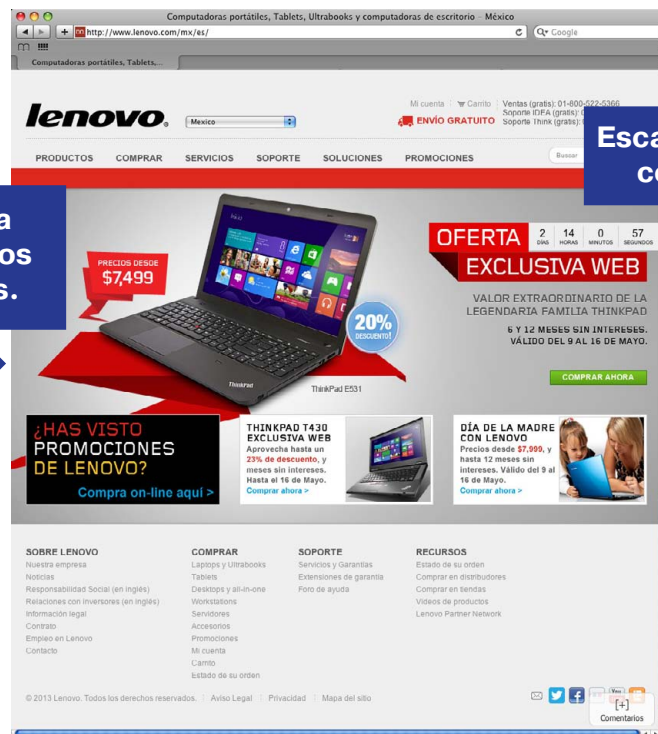 Computadoras portátiles, Tablets, Ultrabooks y computadoras de escritorio – México
http://www.lenovo.com/mx/es/
Google
Computadoras portátiles, Tablets,...
lenovo.
Mexico
Mi cuenta
Carrito
ENVÍO GRATUITO
Ventas (gratis): 01-800-522-5366
Soporte IDEA (gratis):
Soporte Think (gratis):
PRODUCTOS COMPRAR SERVICIOS SOPORTE SOLUCIONES PROMOCIONES
Buscar
PRECIOS DESDE
$7,499
20%
DESCUENTO!
ThinkPad
ThinkPad E531
OFERTA
2 14 0 57
DÍAS HORAS MINUTOS SEGUNDOS
EXCLUSIVA WEB
VALOR EXTRAORDINARIO DE LA
LEGENDARIA FAMILIA THINKPAD
6 Y 12 MESES SIN INTERESES.
VÁLIDO DEL 9 AL 16 DE MAYO.
COMPRAR AHORA
¿HAS VISTO
PROMOCIONES
DE LENOVO?
Compra on-line aquí >
THINKPAD T430
EXCLUSIVA WEB
Aprovecha hasta un
23% de descuento, y
meses sin intereses.
Hasta el 16 de Mayo.
Comprar ahora >
DÍA DE LA MADRE
CON LENOVO
Precios desde $7,999, y
hasta 12 meses sin
intereses. Válido del 9 al
16 de Mayo.
Comprar ahora >
SOBRE LENOVO
Nuestra empresa
Noticias
Responsabilidad Social (en inglés)
Relaciones con Inversores (en inglés)
Información legal
Contrato
Empleo en Lenovo
Contacto
COMPRAR
Laptops y Ultrabooks
Tablets
Desktops y all-in-one
Workstations
Servidores
Accesorios
Promociones
Mi cuenta
Carrito
Estado de su orden
SOPORTE
Servicios y Garantías
Extensiones de garantía
Foro de ayuda
RECURSOS
Estado de su orden
Comprar en distribudores
Comprar en tiendas
Videos de productos
Lenovo Partner Network
© 2013 Lenovo. Todos los derechos reservados. Aviso Legal Privacidad Mapa del sitio
[+]
Comentarios